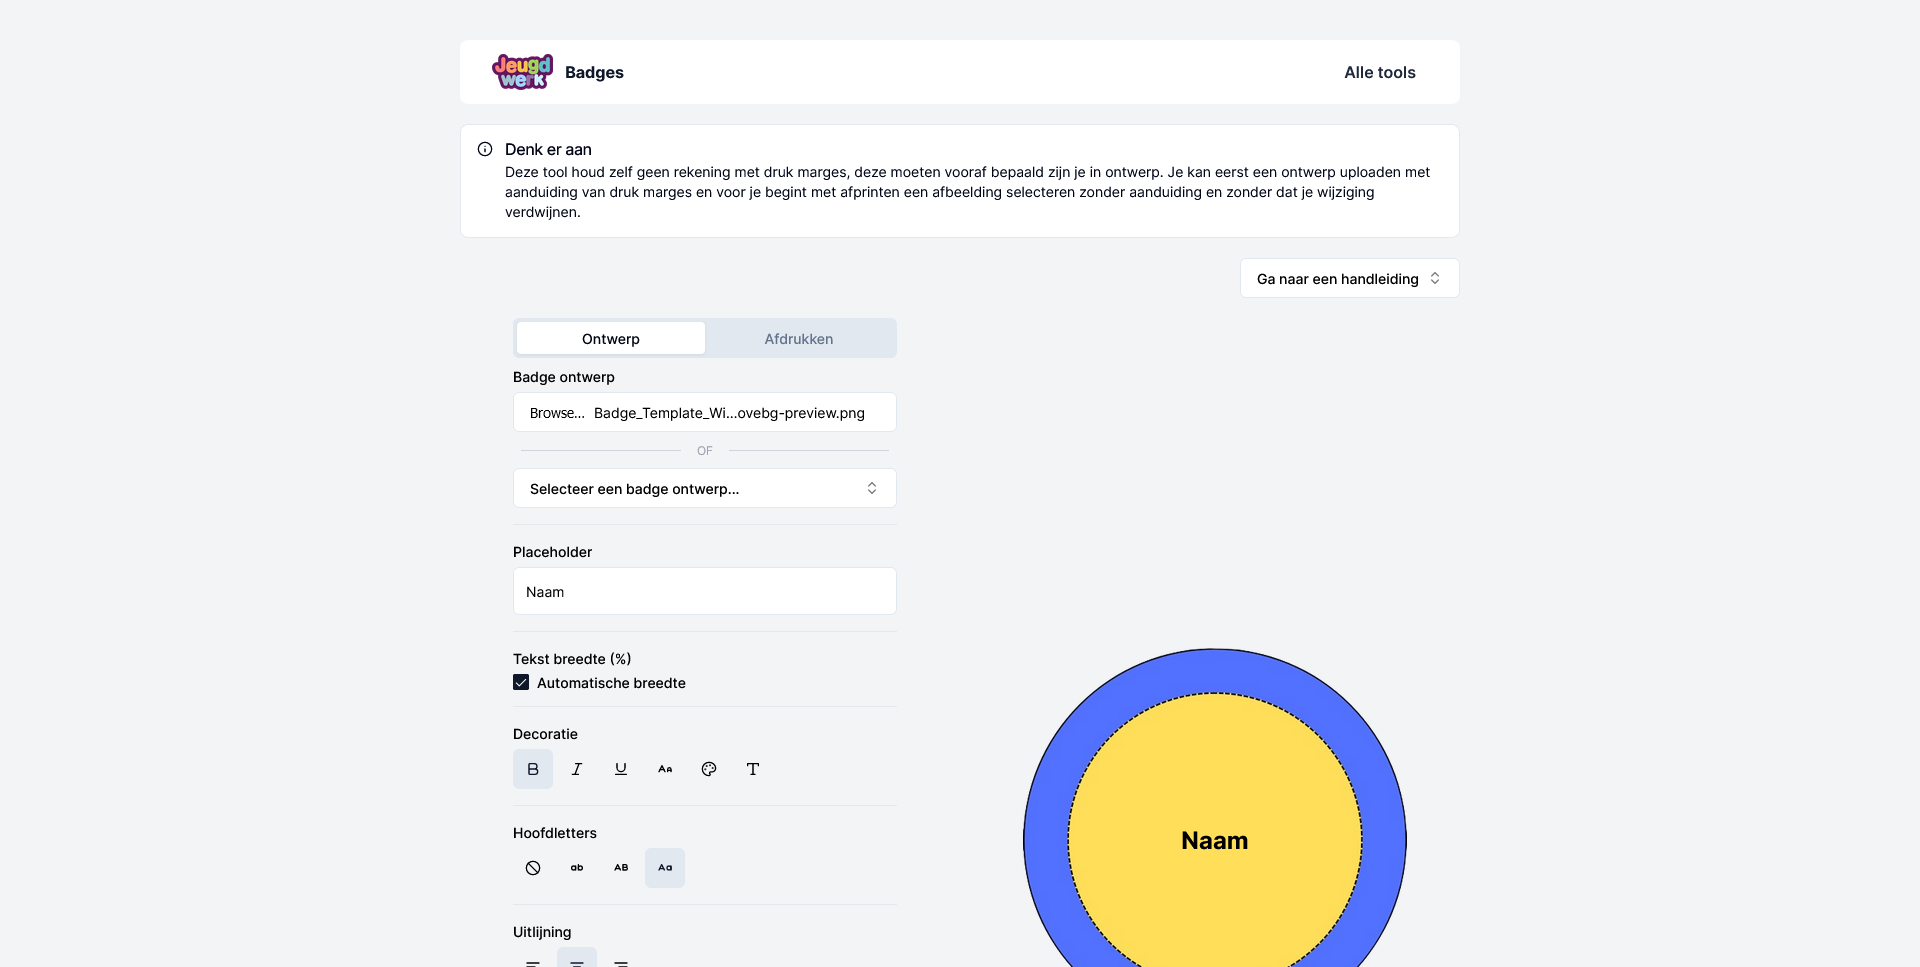 Jeugd
werk
Badges
Alle tools
Denk er aan
Deze tool houd zelf geen rekening met druk marges, deze moeten vooraf bepaald zijn je in ontwerp. Je kan eerst een ontwerp uploaden met
aanduiding van druk marges en voor je begint met afprinten een afbeelding selecteren zonder aanduiding en zonder dat je wijziging
verdwijnen.
Ga naar een handleiding
Ontwerp
Afdrukken
Badge ontwerp
Browse... Badge_Template_Wi...ovebg-preview.png
OF
Selecteer een badge ontwerp...
Placeholder
Naam
Tekst breedte (%)
Automatische breedte
Decoratie
B I U AA T
Hoofdletters
ab AB Aa
Uitlijning
Naam